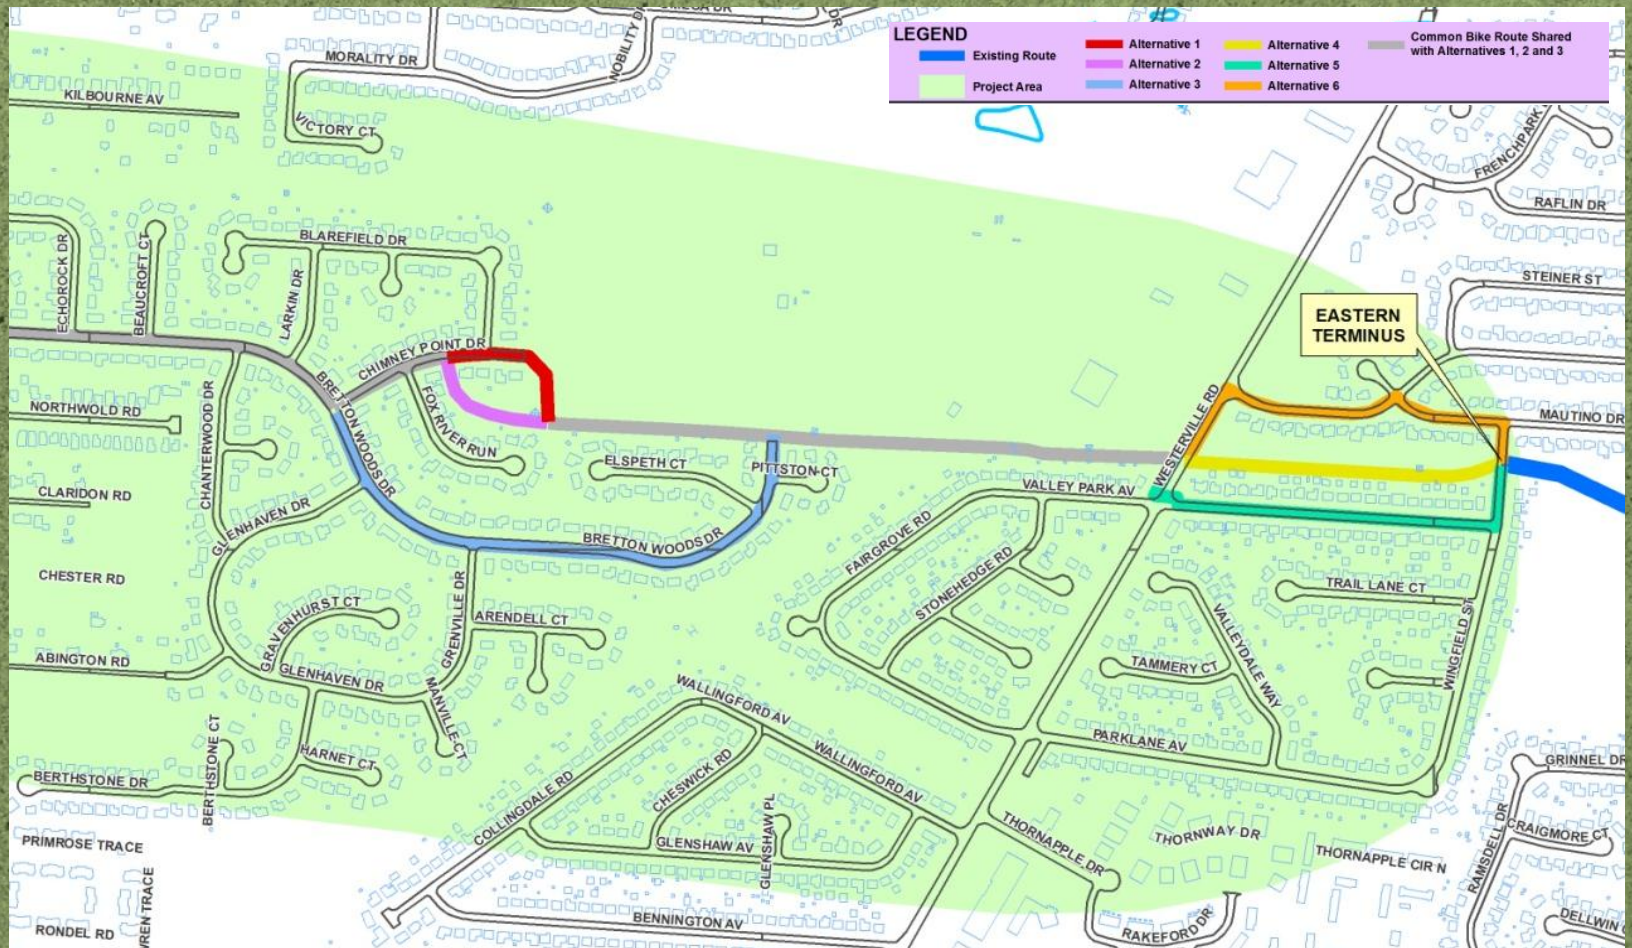 OMEGA DR
NOBILITY DR
DR
LEGEND
Existing Route
Project Area
Alternative 1
Alternative 2
Alternative 3
Alternative 4
Alternative 5
Alternative 6
Common Bike Route Shared
with Alternatives 1, 2 and 3
MORALITY DR
KILBOURNE AV
VICTORY CT
FRENCHPARK
RAFLIN DR
STEINER ST
ECHOROCK DR
BEAUCROFT CT
BLAREFIELD DR
LARKIN DR
EASTERN
TERMINUS
CHIMNEY POINT DR
BRETTON WOODS DR
CHANTERWOOD DR
NORTHWOLD RD
FOX RIVER RUN
WESTERVILLE RD
MAUTINO DR
ELSPETH CT
PITTSTON CT
VALLEY PARK AV
CLARIDON RD
GLENHAVEN DR
BRETTON WOODS DR
FAIRGROVE RD
STONEHEDGE RD
CHESTER RD
GRAVENHURST CT
GRENVILLE DR
ARENDELL CT
TRAIL LANE CT
VALLEYDALE WAY
WINGFIELD ST
TAMMERY CT
ABINGTON RD
GLENHAVEN DR
MANVILLE CT
WALLINGFORD AV
WALLINGFORD AV
PARKLANE AV
BERTHSTONE CT
HARNET CT
BERTHSTONE DR
COLLINGDALE RD
CHESWICK RD
GLENSHAW PL
GLENSHAW AV
GRINNEL DR
RAMSDELL DR
CRAIGMORE CT
THORNAPPLE DR
THORNWAY DR
THORNAPPLE CIR N
PRIMROSE TRACE
WREN TRACE
RONDEL RD
BENNINGTON AV
RAKEFORD DR
DELLWIN